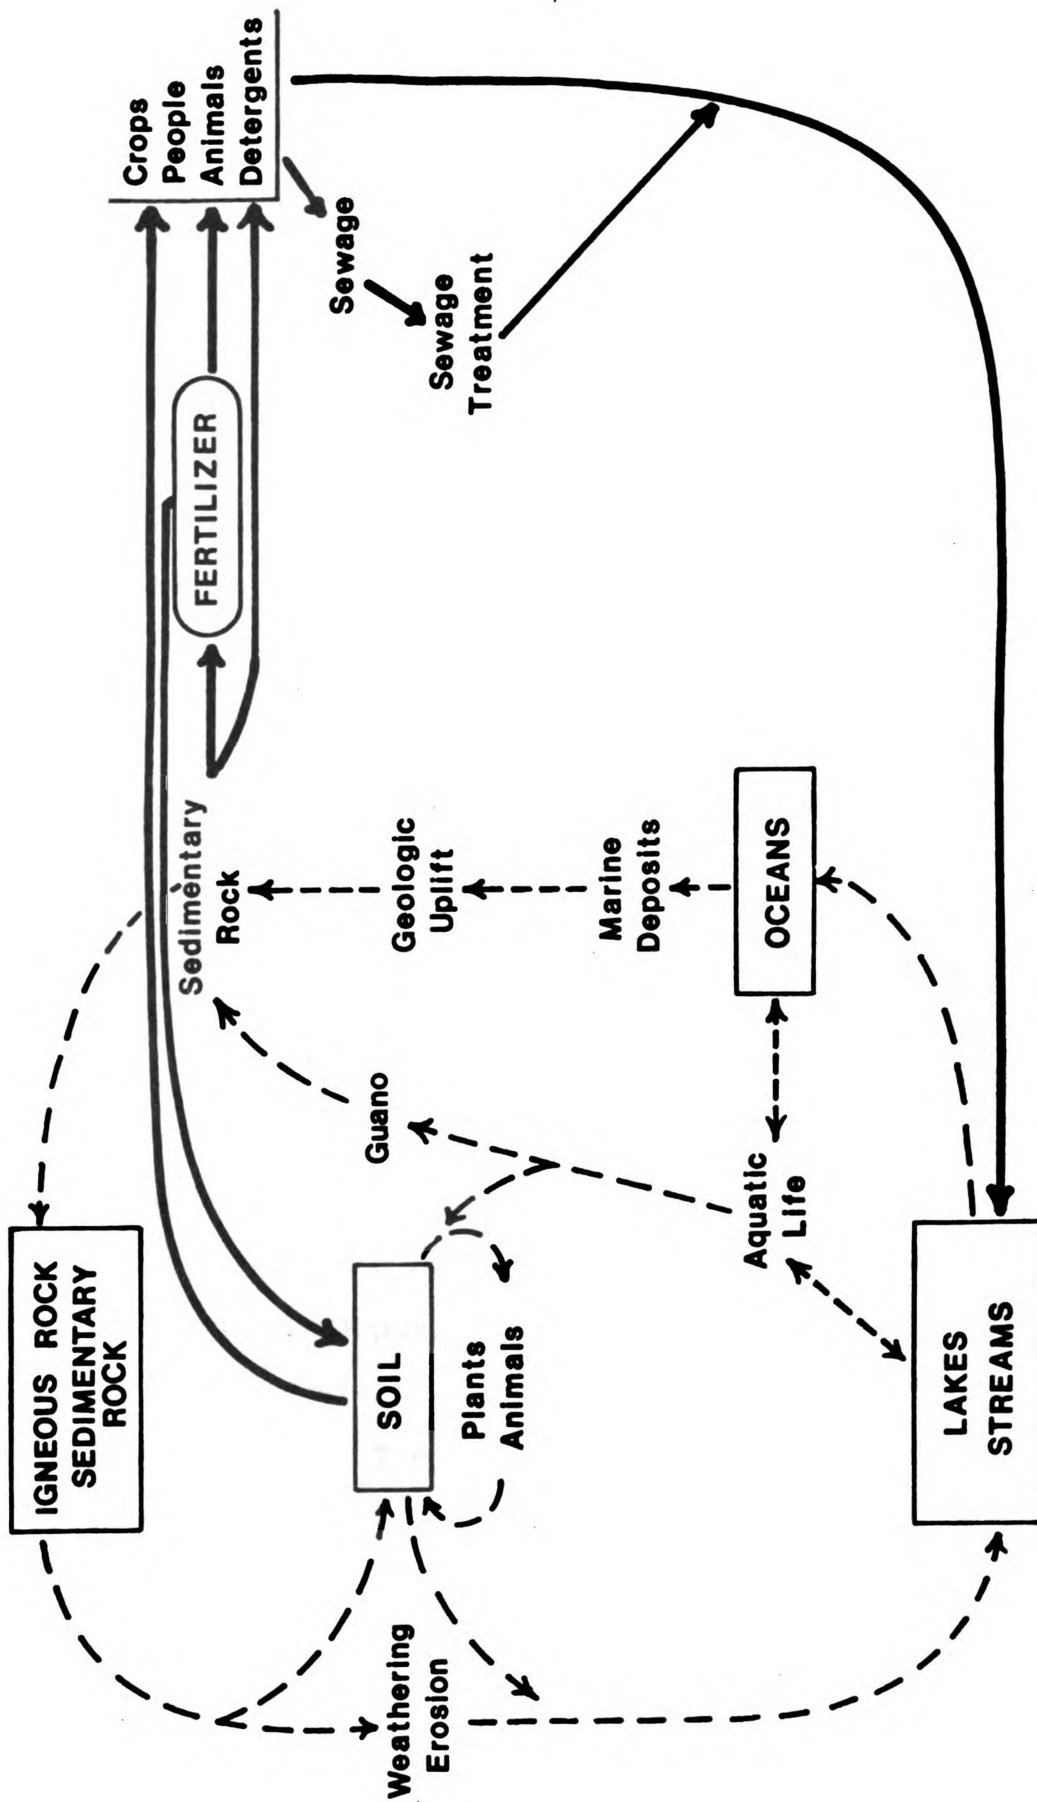 IGNEOUS ROCK
SEDIMENTARY
ROCK
Weathering
Erosion
SOIL
Plants
Animals
Guano
Aquatic
Life
LAKES
STREAMS
OCEANS
Marine
Deposits
Geologic
Uplift
Sedimentary
Rock
FERTILIZER
Crops
People
Animals
Detergents
Sewage
Sewage
Treatment